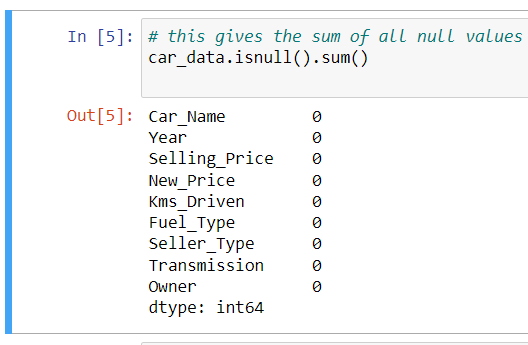 In [5]: # this gives the sum of all null values
car_data.isnull().sum()
Out[5]: Car_Name 0
Year 0
Selling_Price 0
New_Price 0
Kms_Driven 0
Fuel_Type 0
Seller_Type 0
Transmission 0
Owner 0
dtype: int64